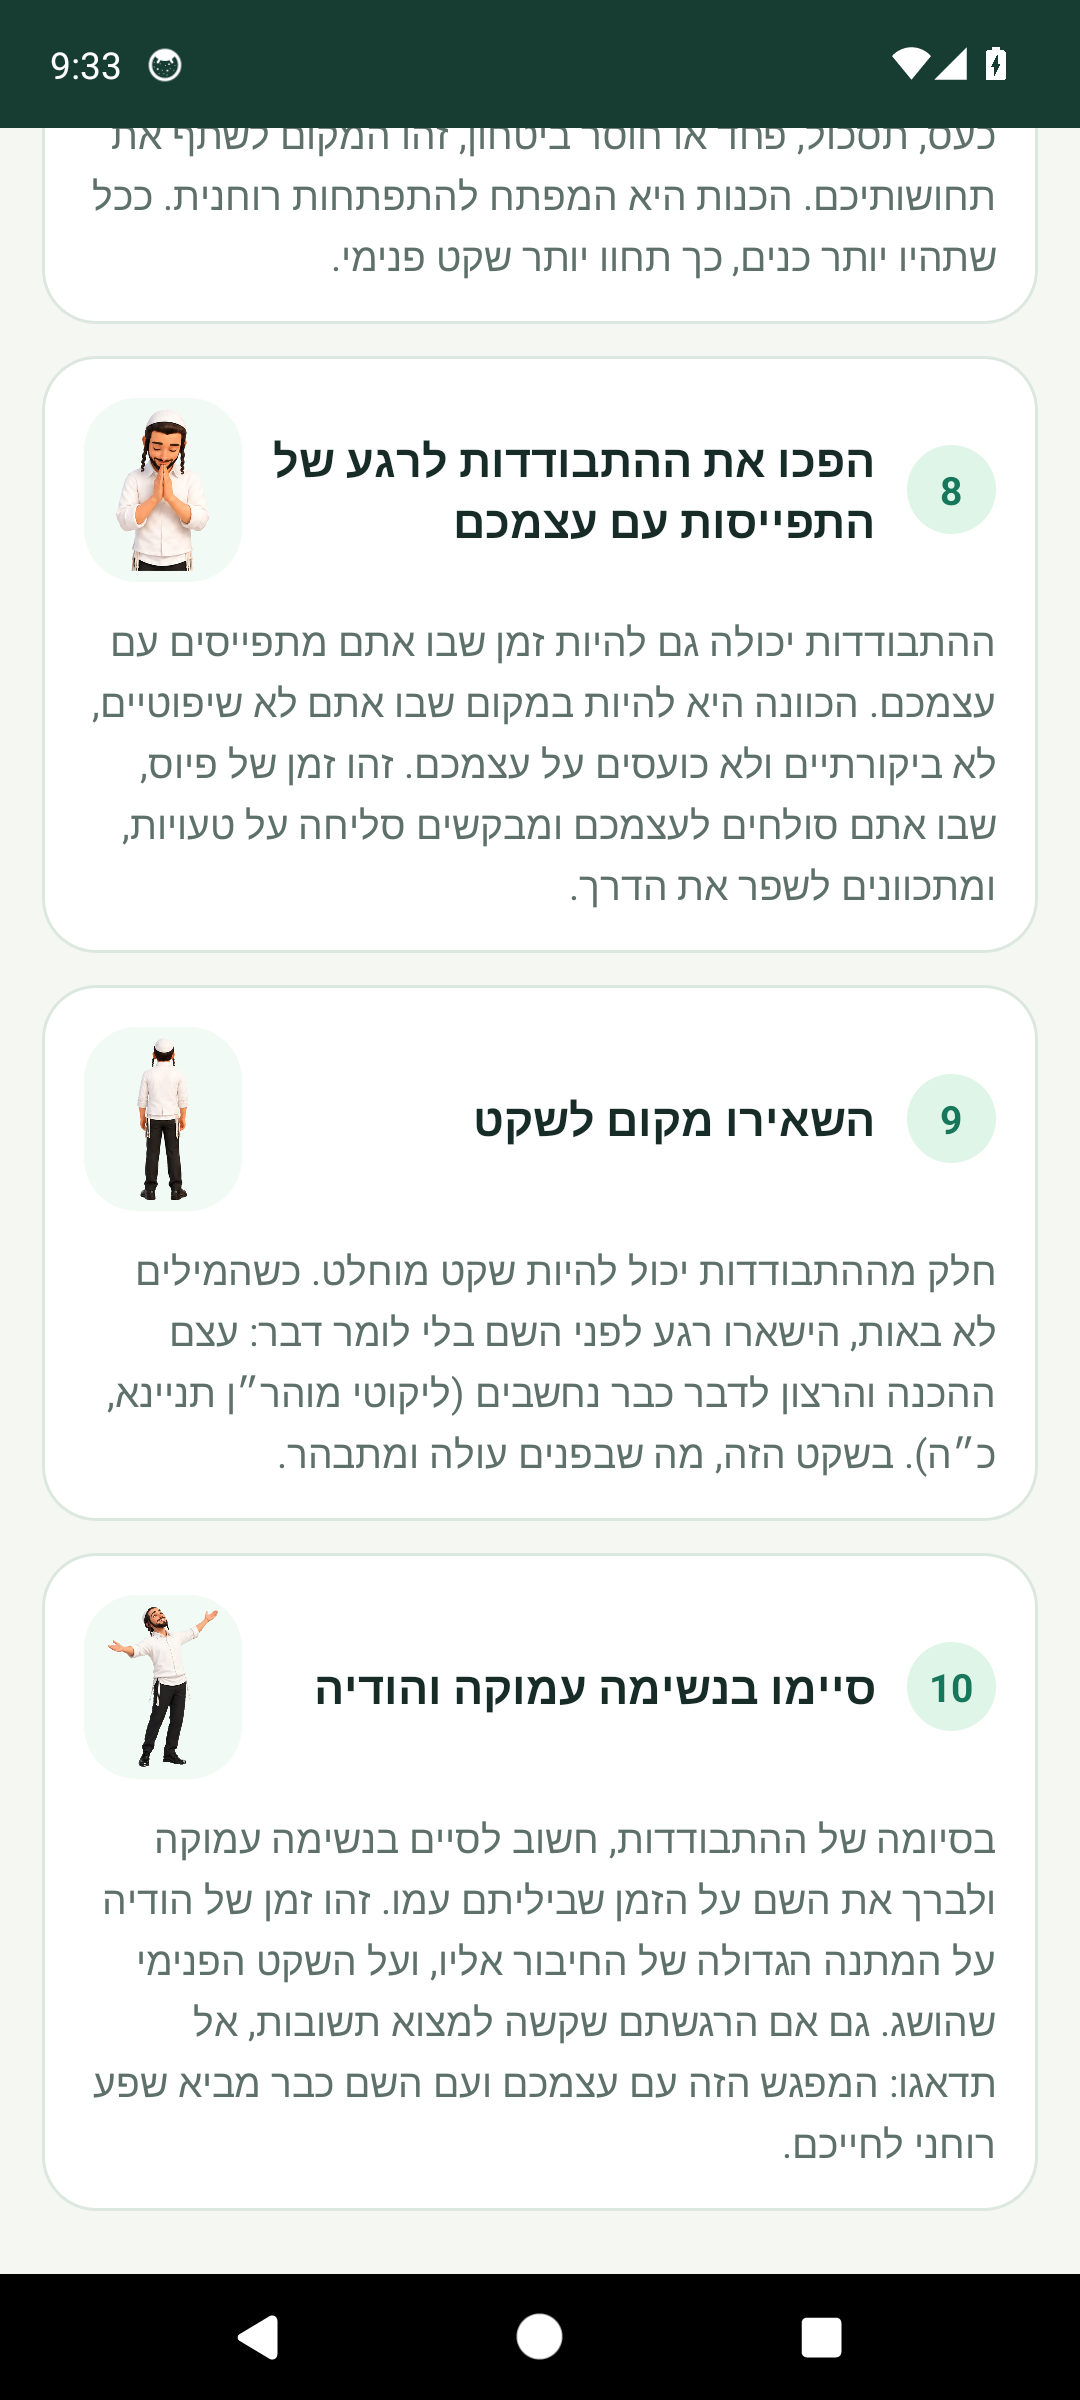 9:33
כעס, תסכול, פחד או חוסר ביטחון, זהו המקום לשתף את
תחושותיכם. הכנות היא המפתח להתפתחות רוחנית. ככל
שתהיו יותר כנים, כך תחוו יותר שקט פנימי.
8
הפכו את ההתבודדות לרגע של
התפייסות עם עצמכם
ההתבודדות יכולה גם להיות זמן שבו אתם מתפייסים עם
עצמכם. הכוונה היא להיות במקום שבו אתם לא שיפוטיים,
לא ביקורתיים ולא כועסים על עצמכם. זהו זמן של פיוס,
שבו אתם סולחים לעצמכם ומבקשים סליחה על טעויות,
ומתכוונים לשפר את הדרך.
9
השאירו מקום לשקט
חלק מההתבודדות יכול להיות שקט מוחלט. כשהמילים
לא באות, הישארו רגע לפני השם בלי לומר דבר: עצם
ההכנה והרצון לדבר כבר נחשבים (ליקוטי מוהר״ן תניינא,
כ״ה). בשקט הזה, מה שבפנים עולה ומתבהר.
10
סיימו בנשימה עמוקה והודיה
בסיומה של ההתבודדות, חשוב לסיים בנשימה עמוקה
ולברך את השם על הזמן שביליתם עמו. זהו זמן של הודיה
על המתנה הגדולה של החיבור אליו, ועל השקט הפנימי
שהושג. גם אם הרגשתם שקשה למצוא תשובות, אל
תדאגו: המפגש הזה עם עצמכם ועם השם כבר מביא שפע
רוחני לחייכם.